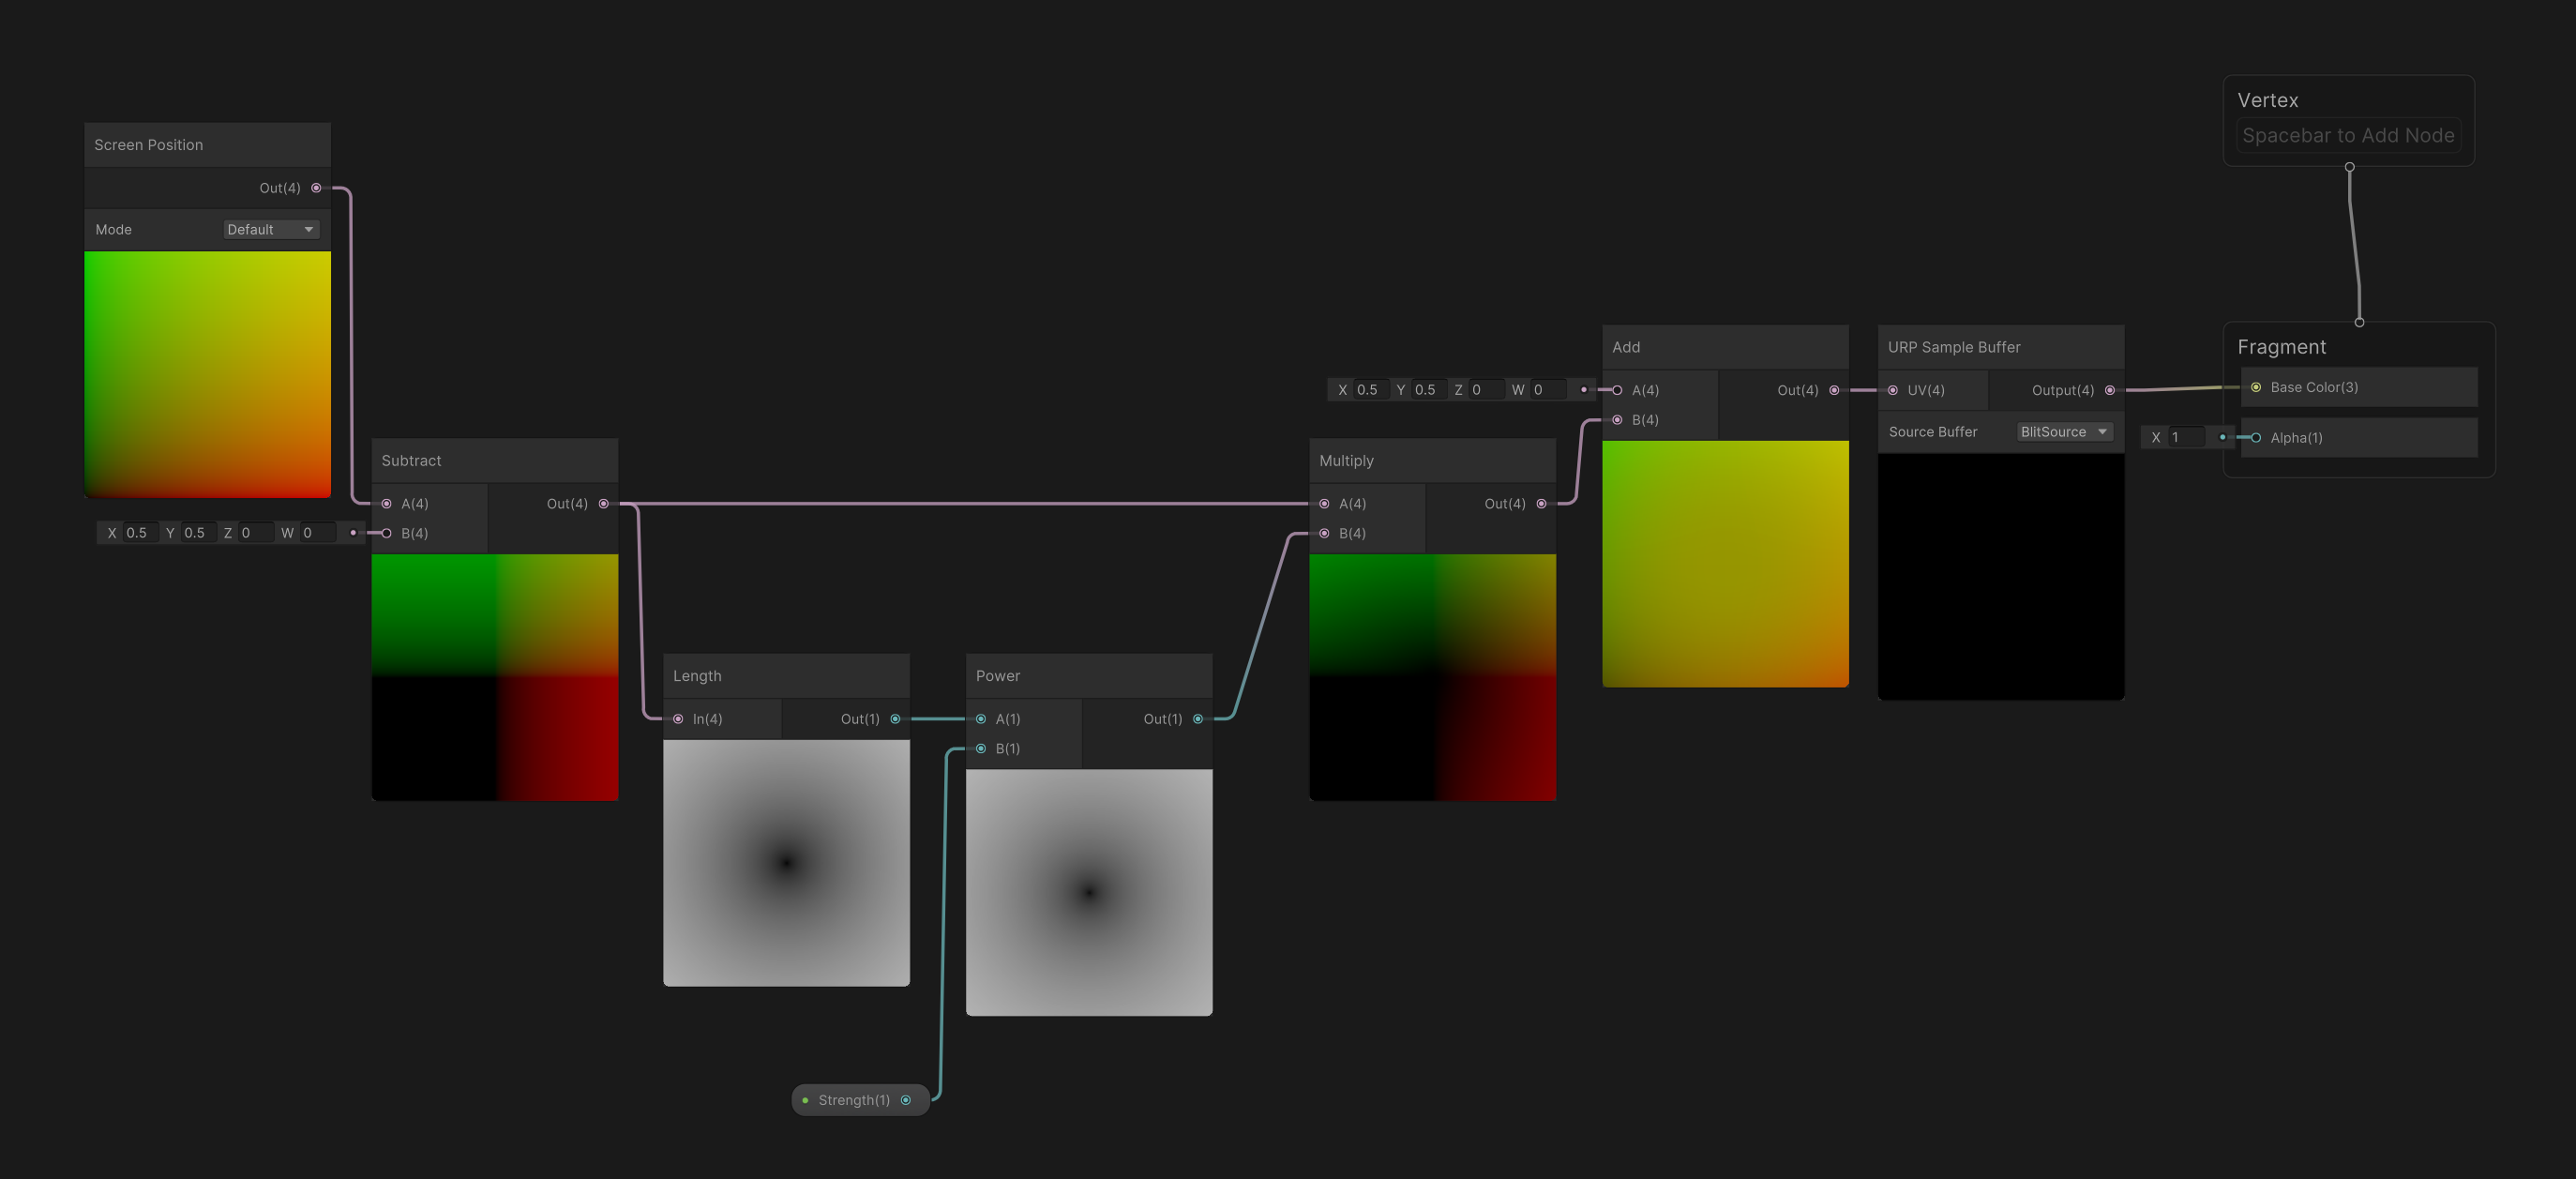 Vertex
Spacebar to Add Node
Screen Position
Out(4)
Mode Default
Add
URP Sample Buffer
Fragment
X 0.5 Y 0.5 Z 0 W 0 A(4) Out(4)
B(4)
UV(4) Output(4)
Source Buffer BlitSource
Base Color(3)
X 1 Alpha(1)
Subtract
A(4) Out(4)
X 0.5 Y 0.5 Z 0 W 0 B(4)
Multiply
A(4) Out(4)
B(4)
Length
In(4) Out(1)
Power
A(1) Out(1)
B(1)
Strength(1)